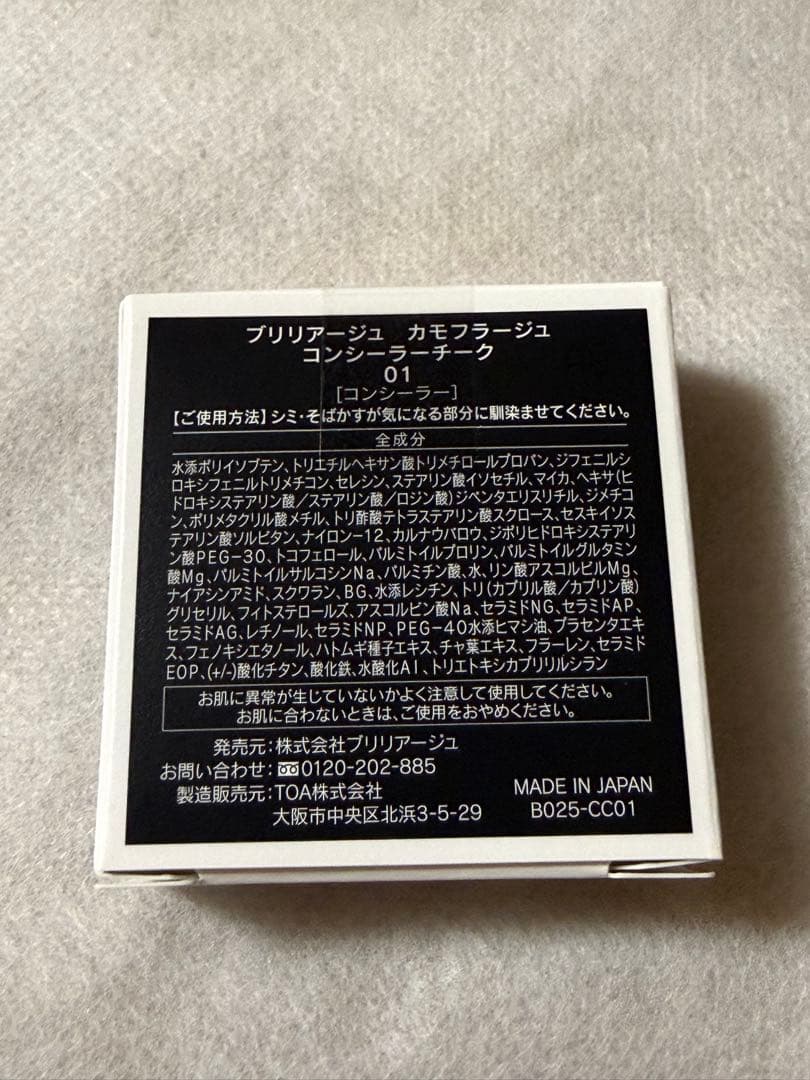 ブリリアージュ カモフラージュ
コンシーラーチーク
01
[コンシーラー]
【ご使用方法】シミ・そばかすが気になる部分に馴染ませてください。
全成分
水添ポリイソブテン、トリエチルヘキサン酸トリメチロールプロパン、ジフェニルシ
ロキシフェニルトリメチコン、セレシン、ステアリン酸イソセチル、マイカ、ヘキサ(ヒ
ドロキシステアリン酸/ステアリン酸/ロジン酸)ジペンタエリスリチル、ジメチコ
ン、ポリメタクリル酸メチル、トリ酢酸テトラステアリン酸スクロース、セスキイソス
テアリン酸ソルビタン、ナイロン-12、カルナウバロウ、ジポリヒドロキシステアリ
ン酸PEG-30、トコフェロール、パルミトイルプロリン、パルミトイルグルタミン
酸Mg、パルミトイルサルコシンNa、パルミチン酸、水、リン酸アスコルビルMg、
ナイアシンアミド、スクワラン、BG、水添レシチン、トリ(カプリル酸/カプリン酸)
グリセリル、フィトステロールズ、アスコルビン酸Na、セラミドNG、セラミドAP、
セラミドAG、レチノール、セラミドNP、PEG-40水添ヒマシ油、プラセンタエキ
ス、フェノキシエタノール、ハトムギ種子エキス、チャ葉エキス、フラーレン、セラミド
EOP、(+/-)酸化チタン、酸化鉄、水酸化Al、トリエトキシカプリリルシラン
お肌に異常が生じていないかよく注意して使用してください。
お肌に合わないときは、ご使用をおやめください。
発売元:株式会社ブリリアージュ
お問い合わせ:0120-202-885
製造販売元:TOA株式会社
大阪市中央区北浜3-5-29
MADE IN JAPAN
B025-CC01